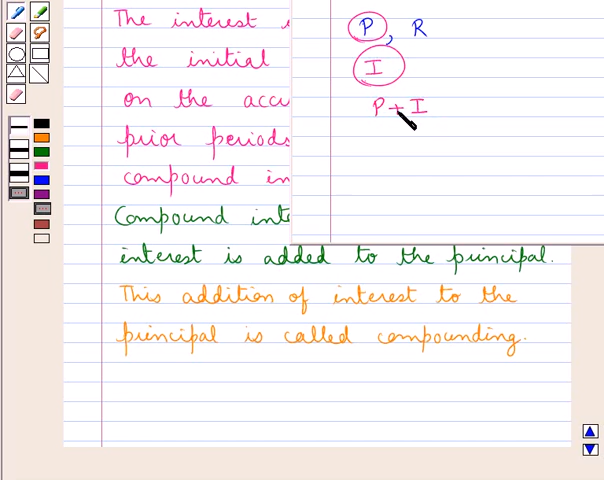 The interest
the initial
on the accu
prior periods
compound in
Compound inte
interest is added to the principal.
This addition of interest to the
principal is called compounding.
P, R
I
P + I